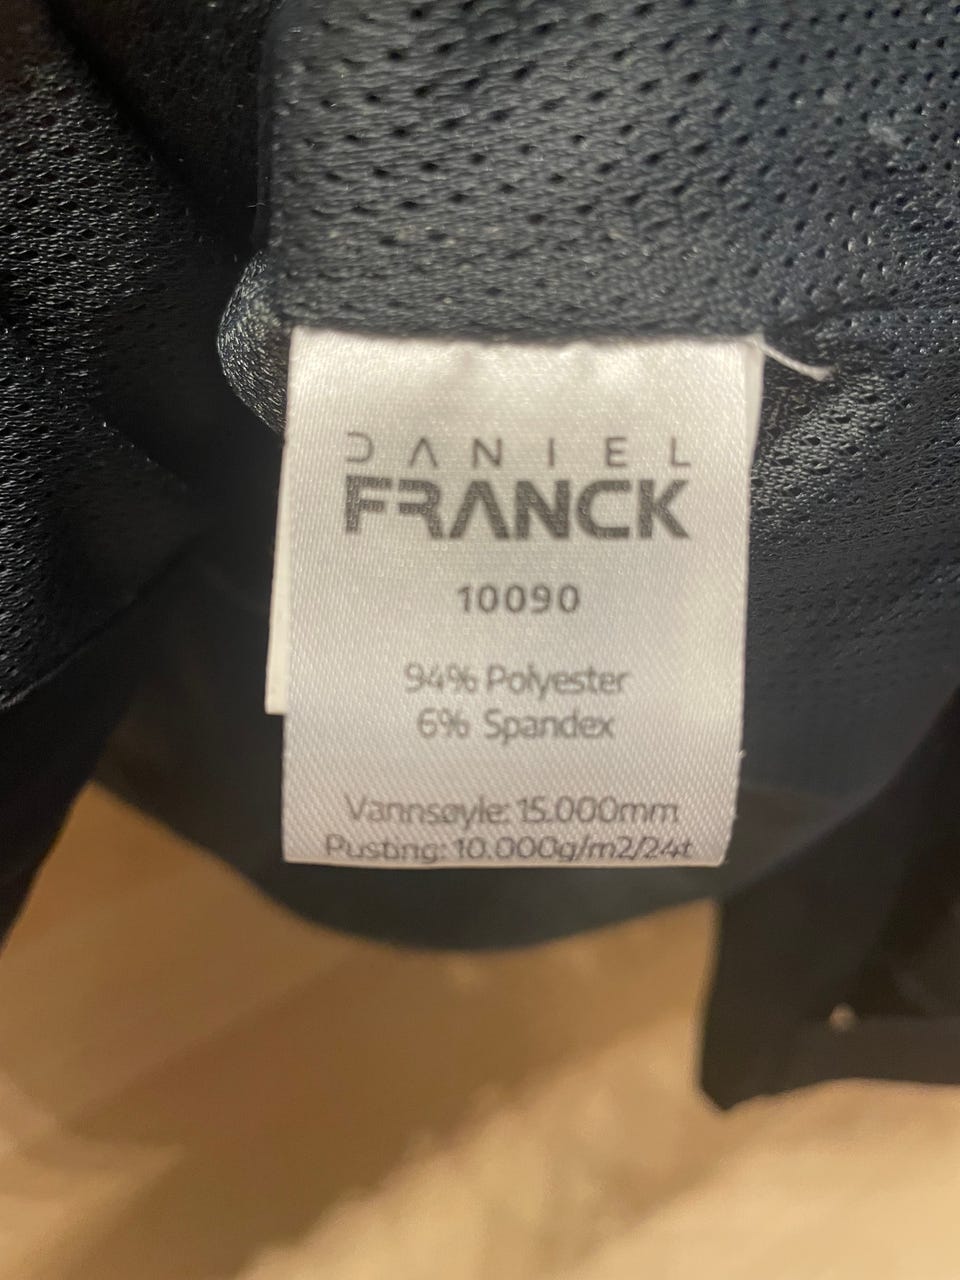 DANIEL
FRANCK
10090
94% Polyester
6% Spandex
Vannsøyle: 15.000mm
Pusting: 10.000g/m2/24t